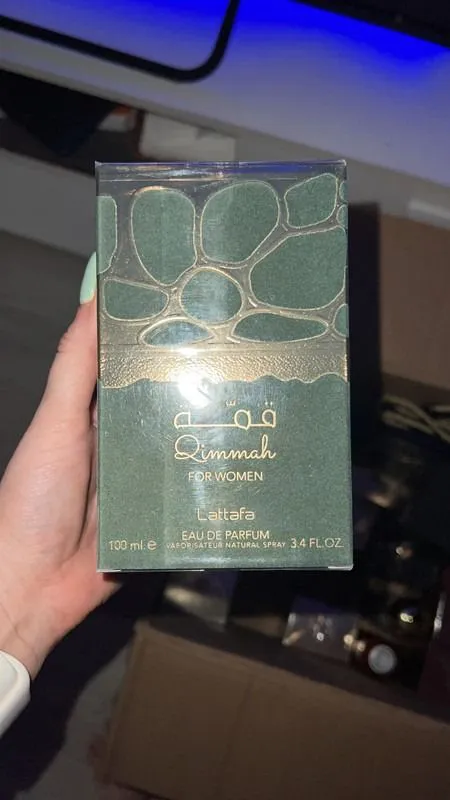 قمّة
Qimmah
FOR WOMEN
Lattafa
EAU DE PARFUM
100 ml e VAPORISATEUR NATURAL SPRAY 3.4 FL.OZ.